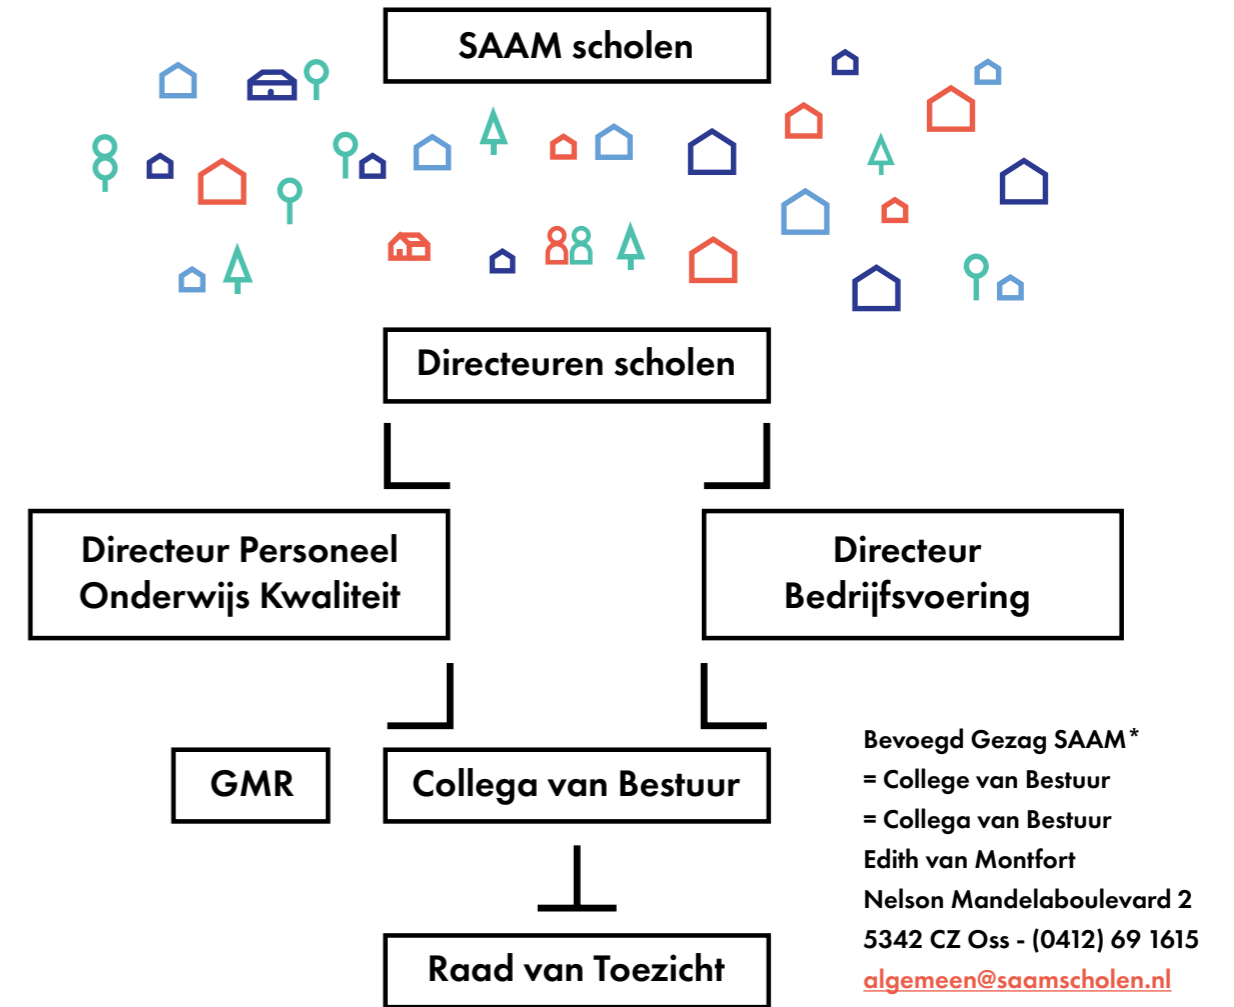 SAAM scholen
Directeuren scholen
Directeur Personeel
Onderwijs Kwaliteit
Directeur
Bedrijfsvoering
GMR
Collega van Bestuur
Raad van Toezicht
Bevoegd Gezag SAAM*
= College van Bestuur
= Collega van Bestuur
Edith van Montfort
Nelson Mandelaboulevard 2
5342 CZ Oss - (0412) 69 1615
algemeen@saamscholen.nl